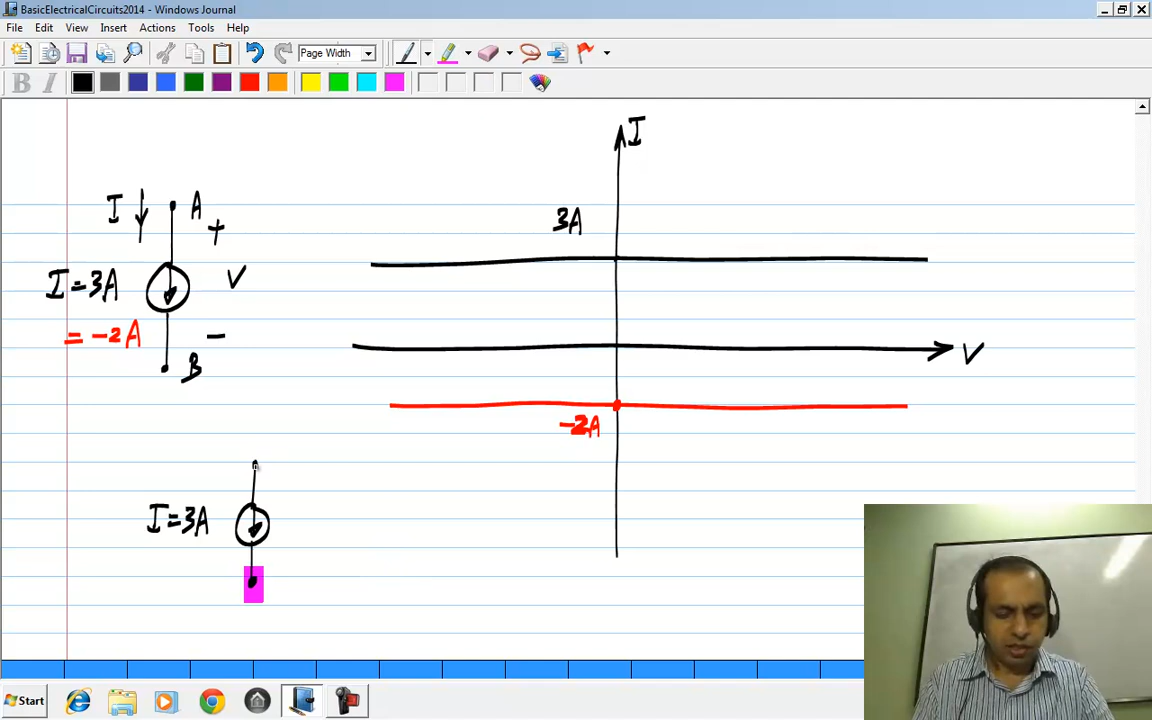 BasicElectricalCircuits2014 - Windows Journal
File Edit View Insert Actions Tools Help
Page Width
B I
I
I A
+
3A
I=3A V
= -2A -
B
V
-2A
I=3A
Start